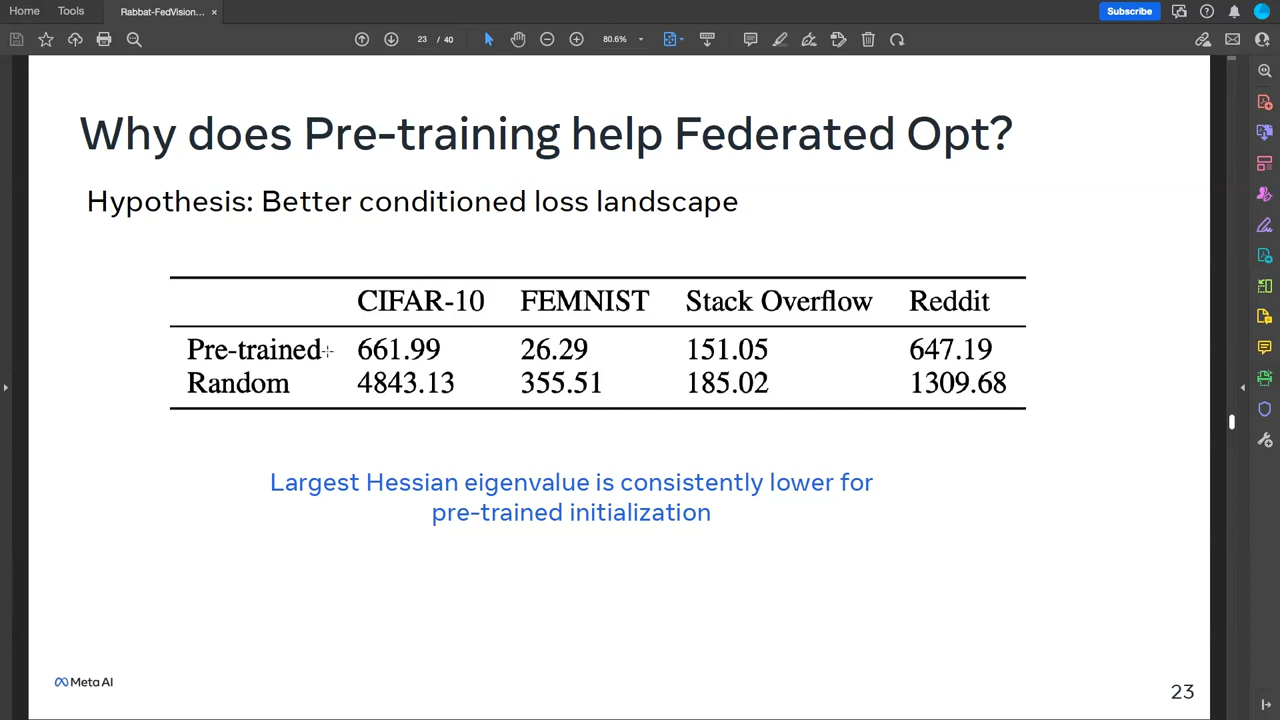 Home Tools Rabbat-FedVision... × Subscribe
23 / 40 80.6%
Why does Pre-training help Federated Opt?
Hypothesis: Better conditioned loss landscape
CIFAR-10 FEMNIST Stack Overflow Reddit
Pre-trained 661.99 26.29 151.05 647.19
Random 4843.13 355.51 185.02 1309.68
Largest Hessian eigenvalue is consistently lower for
pre-trained initialization
Meta AI
23